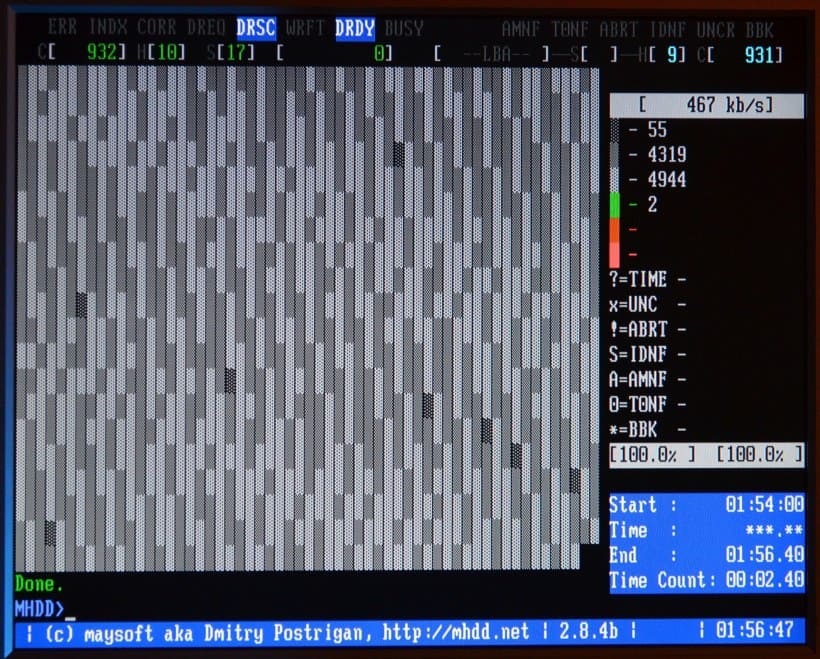 ERR INDX CORR DREQ DRSC WRFT DRDY BUSY AMNF T0NF ABRT IDNF UNCR BBK
C[ 932] H[10] S[17] [ 0] [ --LBA-- ]—S[ ]—H[ 9] C[ 931]
[ 467 kb/s]
- 55
- 4319
- 4944
- 2
-
-
?=TIME -
x=UNC -
!=ABRT -
S=IDNF -
A=AMNF -
0=T0NF -
*=BBK -
[100.0% ] [100.0% ]
Start : 01:54:00
Time : ***.**
End : 01:56.40
Time Count: 00:02.40
Done.
MHDD>_
¦ (c) maysoft aka Dmitry Postrigan, http://mhdd.net ¦ 2.8.4b ¦ ¦ 01:56:47